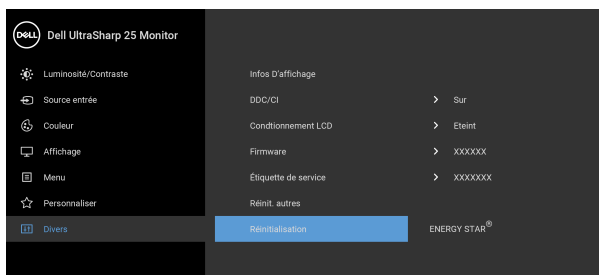 DELL Dell UltraSharp 25 Monitor
Luminosité/Contraste Infos D'affichage
Source entrée DDC/CI Sur
Couleur Condtionnement LCD Eteint
Affichage Firmware XXXXXX
Menu Étiquette de service XXXXXXX
Personnaliser Réinit. autres
Divers Réinitialisation ENERGY STAR®